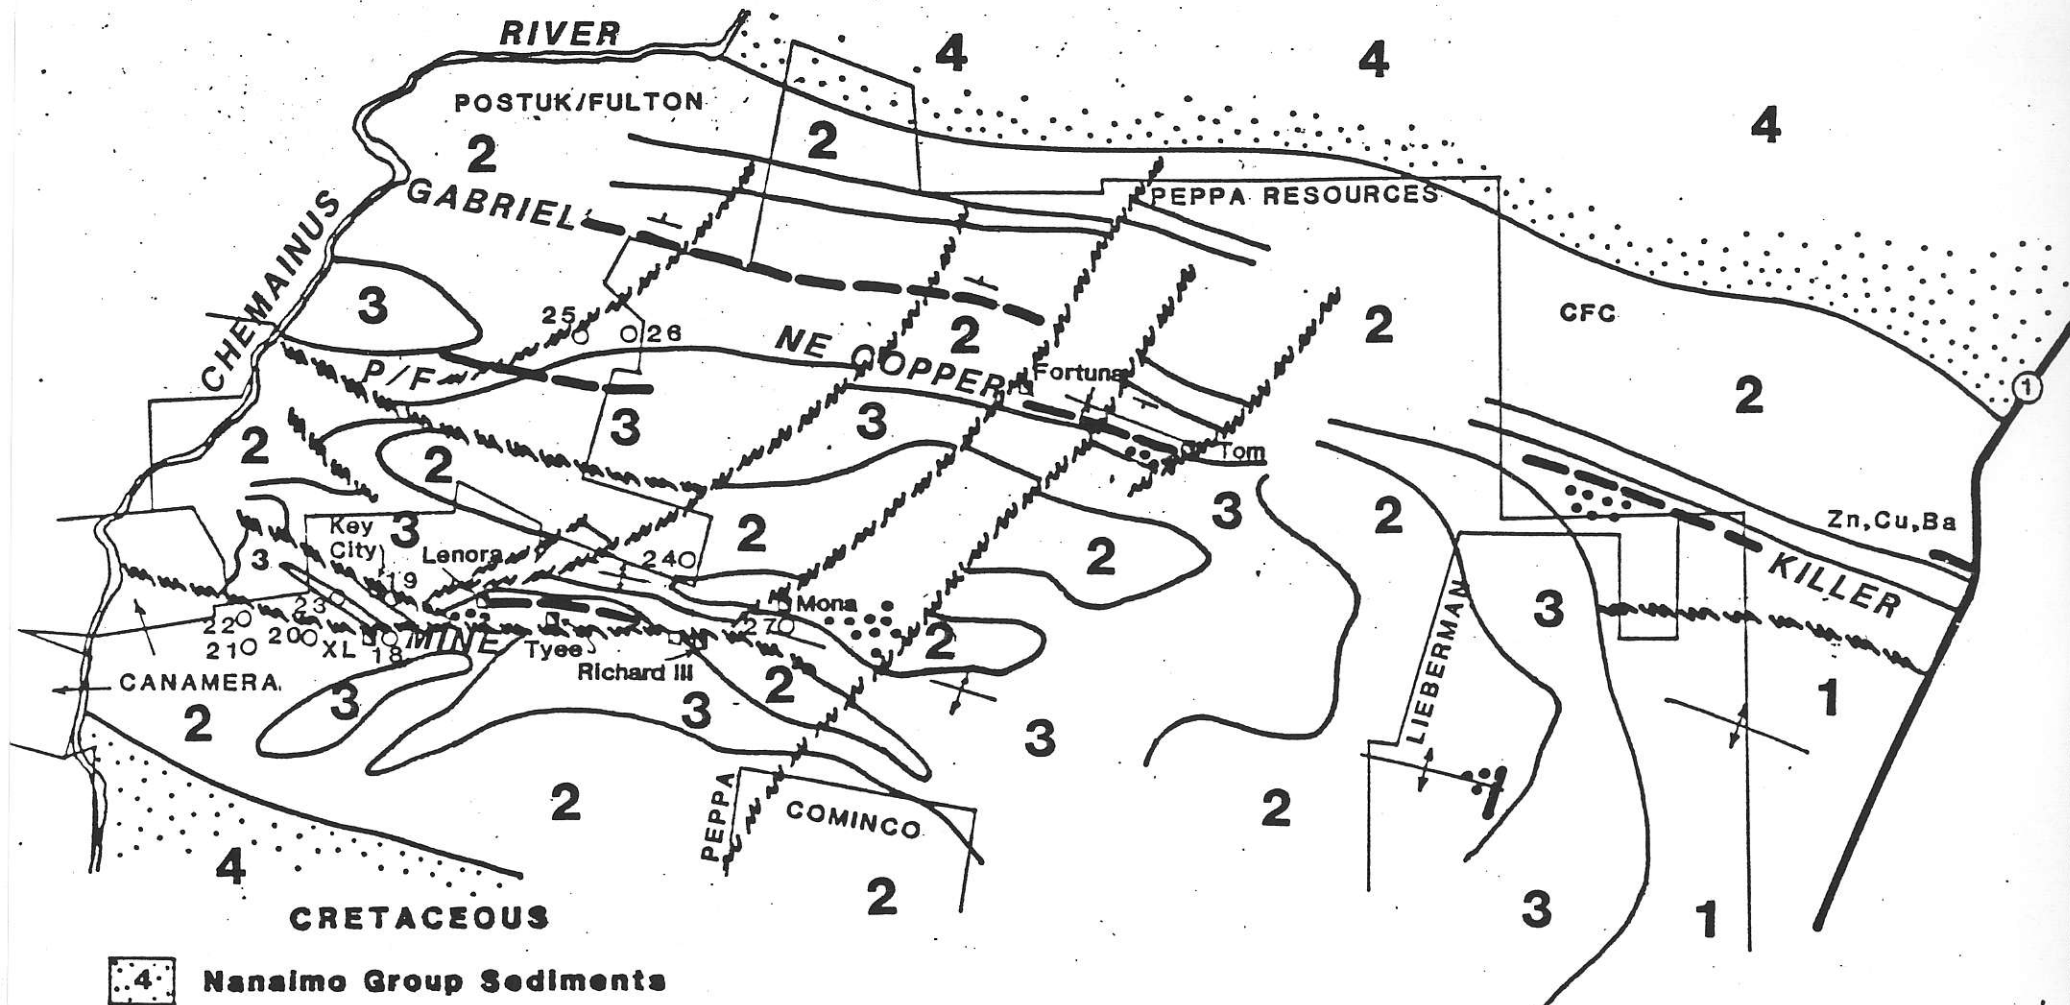 RIVER
4
4
4
POSTUK/FULTON
2
2
GABRIEL
PEPPA RESOURCES
CHEMAINUS
3
25
26
2
NE COPPER
2
CFC
1
P/F
Fortuna
2
3
3
2
2
Tom
3
2
Key
City
3
Lenora
24
2
2
Zn,Cu,Ba
3
19
23
Mona
KILLER
3
22
20
21
XL
18
MINE
Tyee
27
2
Richard III
LIEBERMAN
CANAMERA
3
2
3
2
3
1
2
PEPPA
COMINCO
2
4
2
3
1
CRETACEOUS
4 Nanaimo Group Sediments